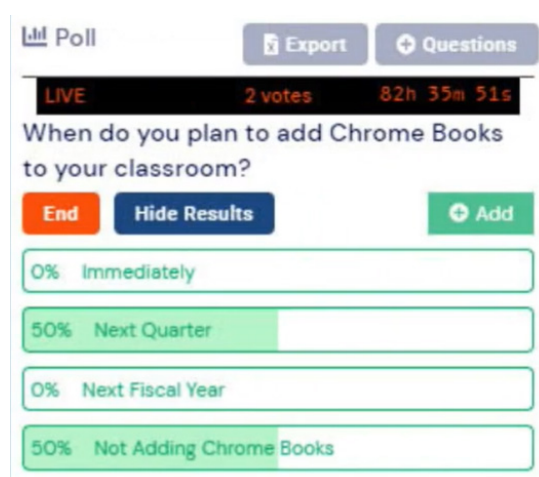 Poll
Export
Questions
LIVE 2 votes 82h 35m 51s
When do you plan to add Chrome Books
to your classroom?
End Hide Results Add
0% Immediately
50% Next Quarter
0% Next Fiscal Year
50% Not Adding Chrome Books